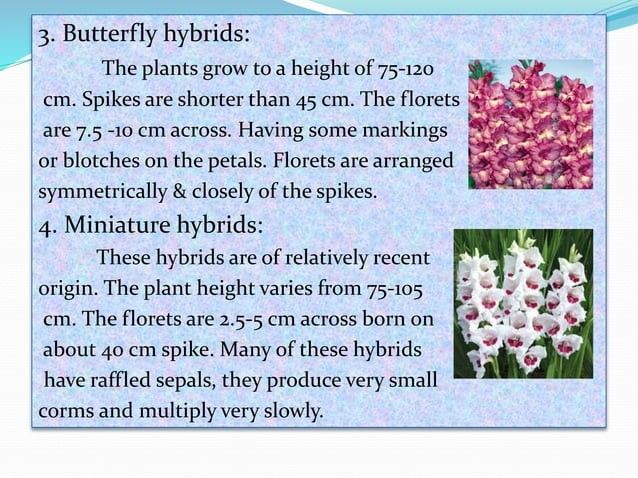 3. Butterfly hybrids:
The plants grow to a height of 75-120
cm. Spikes are shorter than 45 cm. The florets
are 7.5 -10 cm across. Having some markings
or blotches on the petals. Florets are arranged
symmetrically & closely of the spikes.
4. Miniature hybrids:
These hybrids are of relatively recent
origin. The plant height varies from 75-105
cm. The florets are 2.5-5 cm across born on
about 40 cm spike. Many of these hybrids
have raffled sepals, they produce very small
corms and multiply very slowly.